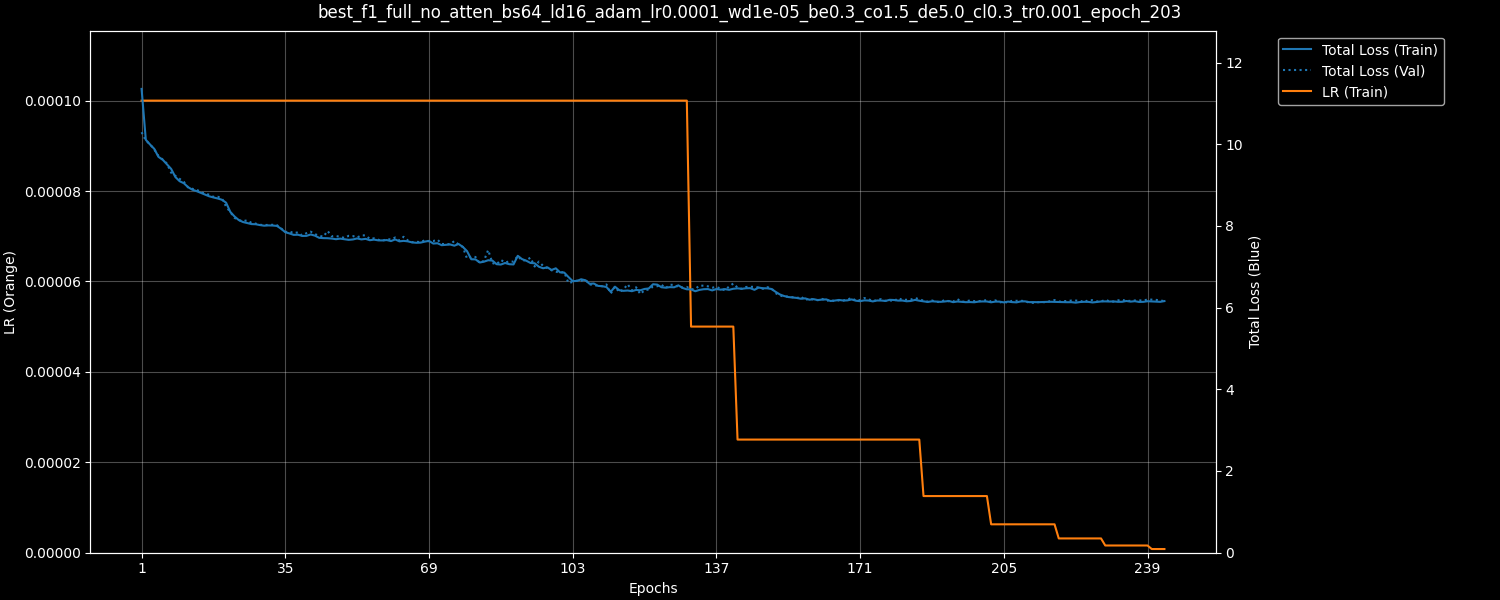 best_f1_full_no_atten_bs64_ld16_adam_lr0.0001_wd1e-05_be0.3_co1.5_de5.0_cl0.3_tr0.001_epoch_203
Total Loss (Train)
Total Loss (Val)
LR (Train)
LR (Orange)
0.00010
0.00008
0.00006
0.00004
0.00002
0.00000
12
10
8
6
4
2
0
Total Loss (Blue)
1 35 69 103 137 171 205 239
Epochs